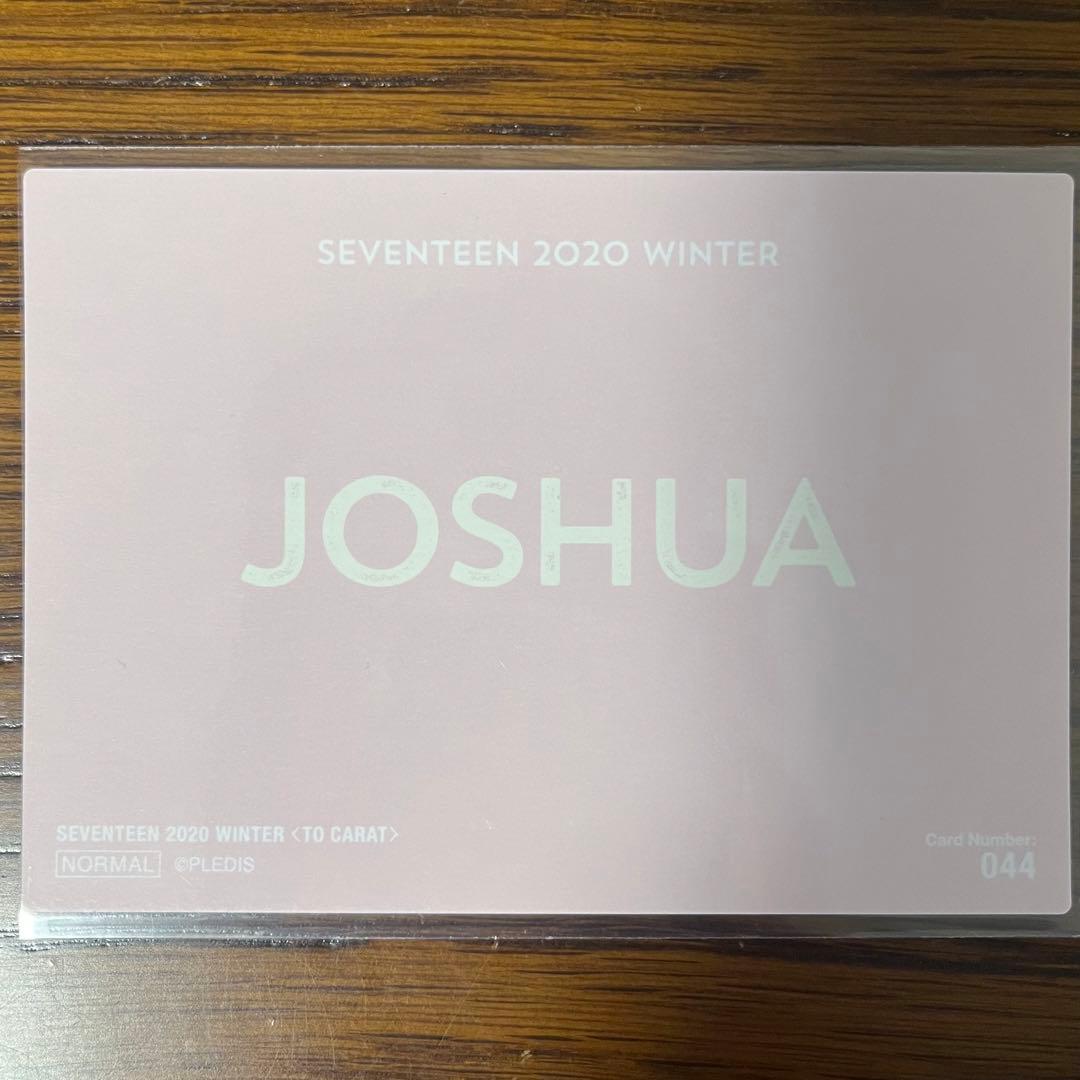 SEVENTEEN 2020 WINTER
JOSHUA
SEVENTEEN 2020 WINTER <TO CARAT>
NORMAL ©PLEDIS
Card Number:
044